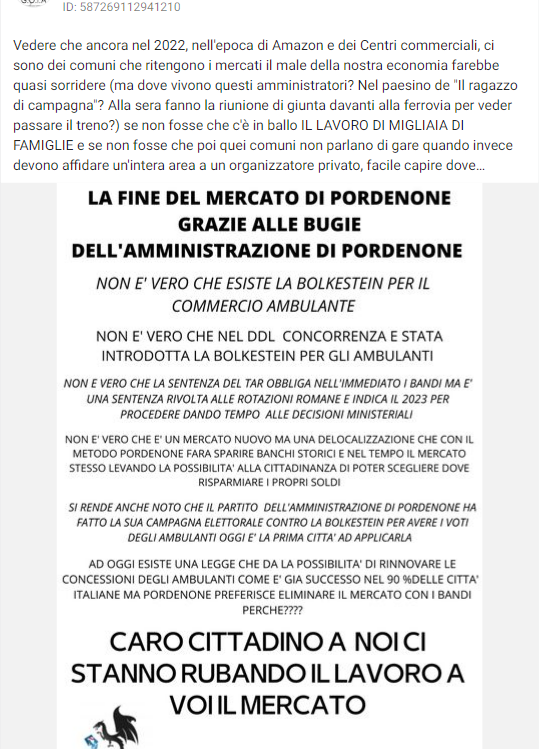 G.O.I.A
ID: 587269112941210
Vedere che ancora nel 2022, nell'epoca di Amazon e dei Centri commerciali, ci
sono dei comuni che ritengono i mercati il male della nostra economia farebbe
quasi sorridere (ma dove vivono questi amministratori? Nel paesino de "Il ragazzo
di campagna"? Alla sera fanno la riunione di giunta davanti alla ferrovia per veder
passare il treno?) se non fosse che c'è in ballo IL LAVORO DI MIGLIAIA DI
FAMIGLIE e se non fosse che poi quei comuni non parlano di gare quando invece
devono affidare un'intera area a un organizzatore privato, facile capire dove...
LA FINE DEL MERCATO DI PORDENONE
GRAZIE ALLE BUGIE
DELL'AMMINISTRAZIONE DI PORDENONE
NON E' VERO CHE ESISTE LA BOLKESTEIN PER IL
COMMERCIO AMBULANTE
NON E' VERO CHE NEL DDL CONCORRENZA E STATA
INTRODOTTA LA BOLKESTEIN PER GLI AMBULANTI
NON E VERO CHE LA SENTENZA DEL TAR OBBLIGA NELL'IMMEDIATO I BANDI MA E'
UNA SENTENZA RIVOLTA ALLE ROTAZIONI ROMANE E INDICA IL 2023 PER
PROCEDERE DANDO TEMPO ALLE DECISIONI MINISTERIALI
NON E' VERO CHE E' UN MERCATO NUOVO MA UNA DELOCALIZZAZIONE CHE CON IL
METODO PORDENONE FARA SPARIRE BANCHI STORICI E NEL TEMPO IL MERCATO
STESSO LEVANDO LA POSSIBILITA' ALLA CITTADINANZA DI POTER SCEGLIERE DOVE
RISPARMIARE I PROPRI SOLDI
SI RENDE ANCHE NOTO CHE IL PARTITO DELL'AMMINISTRAZIONE DI PORDENONE HA
FATTO LA SUA CAMPAGNA ELETTORALE CONTRO LA BOLKESTEIN PER AVERE I VOTI
DEGLI AMBULANTI OGGI E' LA PRIMA CITTA' AD APPLICARLA
AD OGGI ESISTE UNA LEGGE CHE DA LA POSSIBILITA' DI RINNOVARE LE
CONCESSIONI DEGLI AMBULANTI COME E' GIA SUCCESSO NEL 90 %DELLE CITTA'
ITALIANE MA PORDENONE PREFERISCE ELIMINARE IL MERCATO CON I BANDI
PERCHE????
CARO CITTADINO A NOI CI
STANNO RUBANDO IL LAVORO A
VOI IL MERCATO